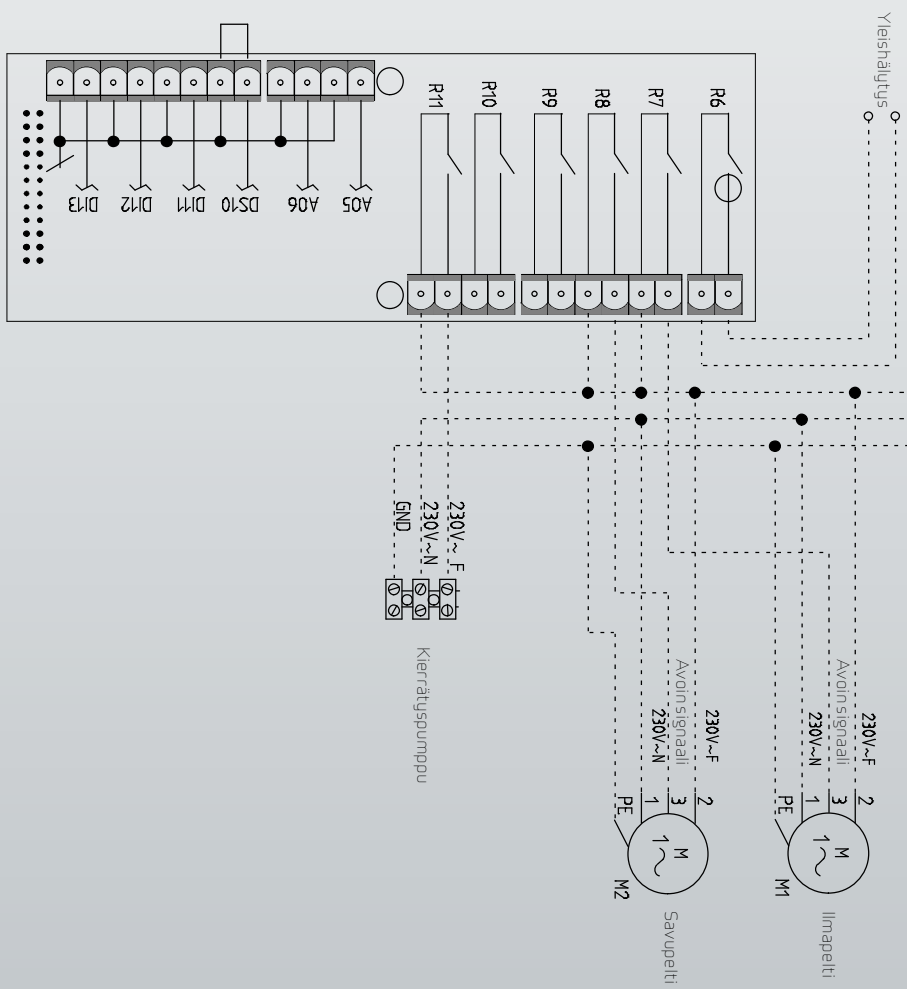 Yleishälytys
R11
R10
R9
R8
R7
R6
DI13
DI12
DI11
DS10
AO6
AO5
GND
230V~N
230V~ F
Kierrätyspumppu
Avoin signaali
230V~N
230V~F
PE
1
3
2
M
1~
M2
Savupelti
Avoin signaali
230V~N
230V~F
PE
1
3
2
M
1~
M1
Ilmapelti